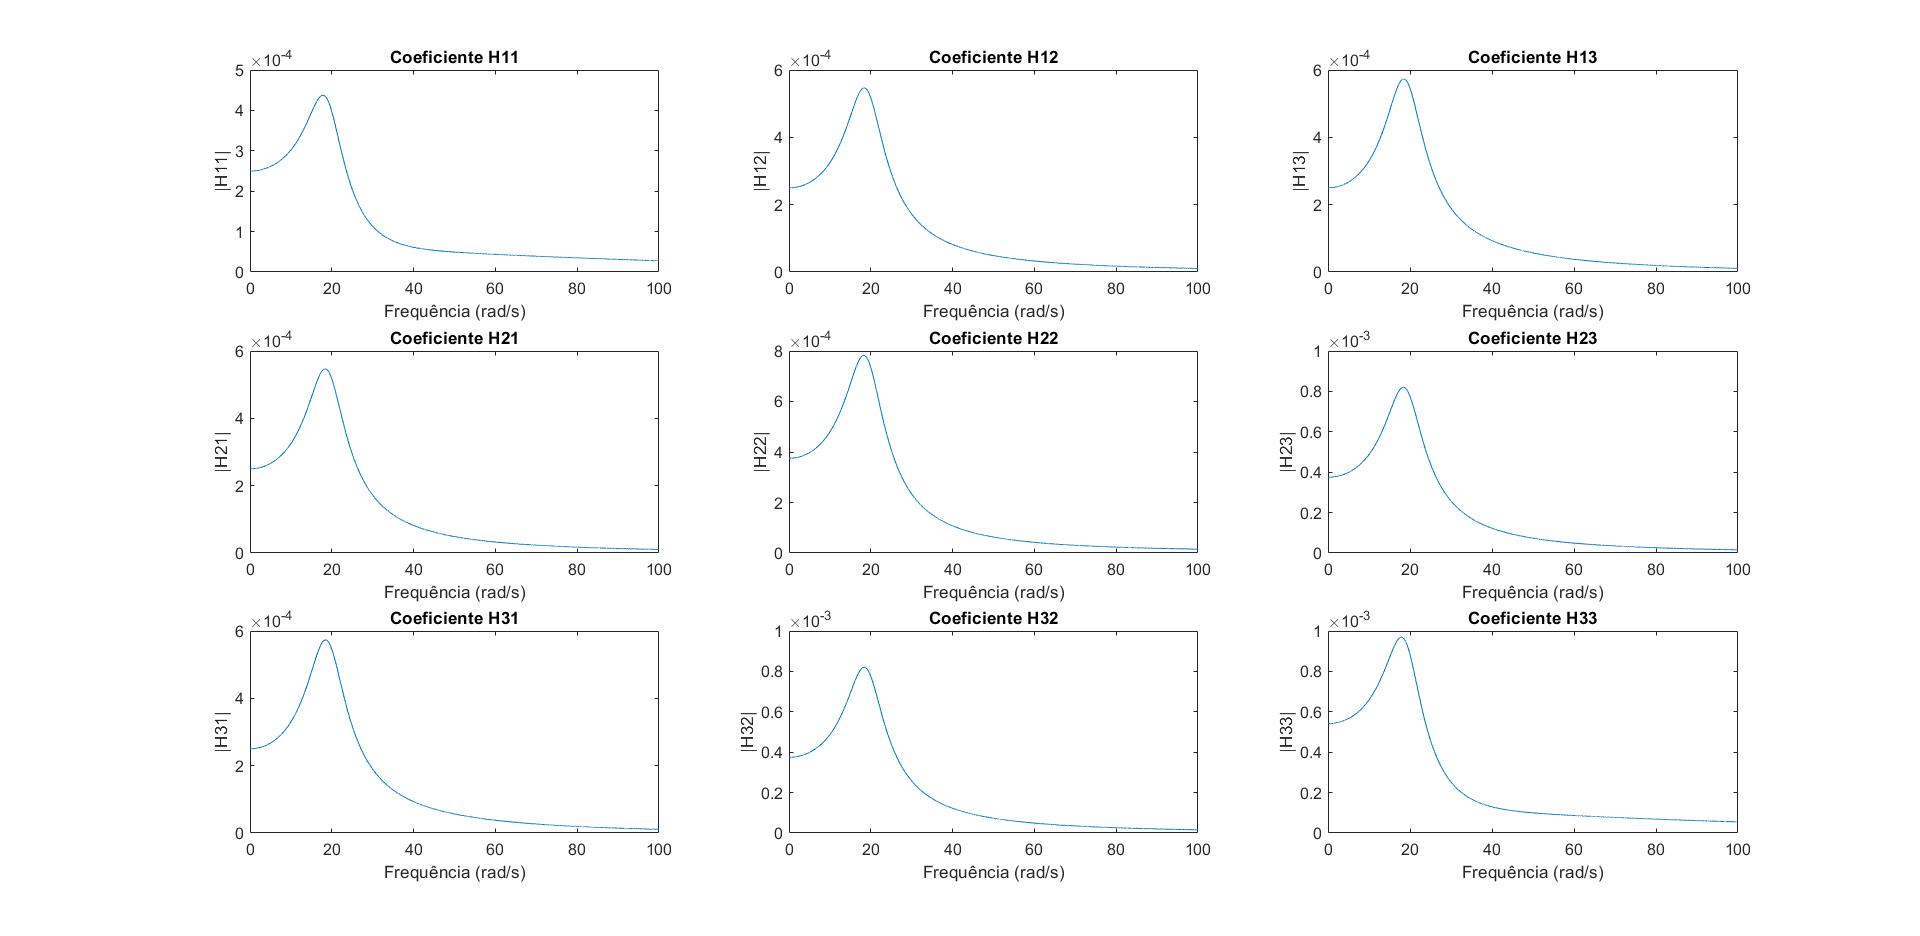 Coeficiente H11
×10-4
5
4
3
2
1
0
|H11|
0 20 40 60 80 100
Frequência (rad/s)
Coeficiente H12
×10-4
6
4
2
0
|H12|
0 20 40 60 80 100
Frequência (rad/s)
Coeficiente H13
×10-4
6
4
2
0
|H13|
0 20 40 60 80 100
Frequência (rad/s)
Coeficiente H21
×10-4
6
4
2
0
|H21|
0 20 40 60 80 100
Frequência (rad/s)
Coeficiente H22
×10-4
8
6
4
2
0
|H22|
0 20 40 60 80 100
Frequência (rad/s)
Coeficiente H23
×10-3
1
0.8
0.6
0.4
0.2
0
|H23|
0 20 40 60 80 100
Frequência (rad/s)
Coeficiente H31
×10-4
6
4
2
0
|H31|
0 20 40 60 80 100
Frequência (rad/s)
Coeficiente H32
×10-3
1
0.8
0.6
0.4
0.2
0
|H32|
0 20 40 60 80 100
Frequência (rad/s)
Coeficiente H33
×10-3
1
0.8
0.6
0.4
0.2
0
|H33|
0 20 40 60 80 100
Frequência (rad/s)